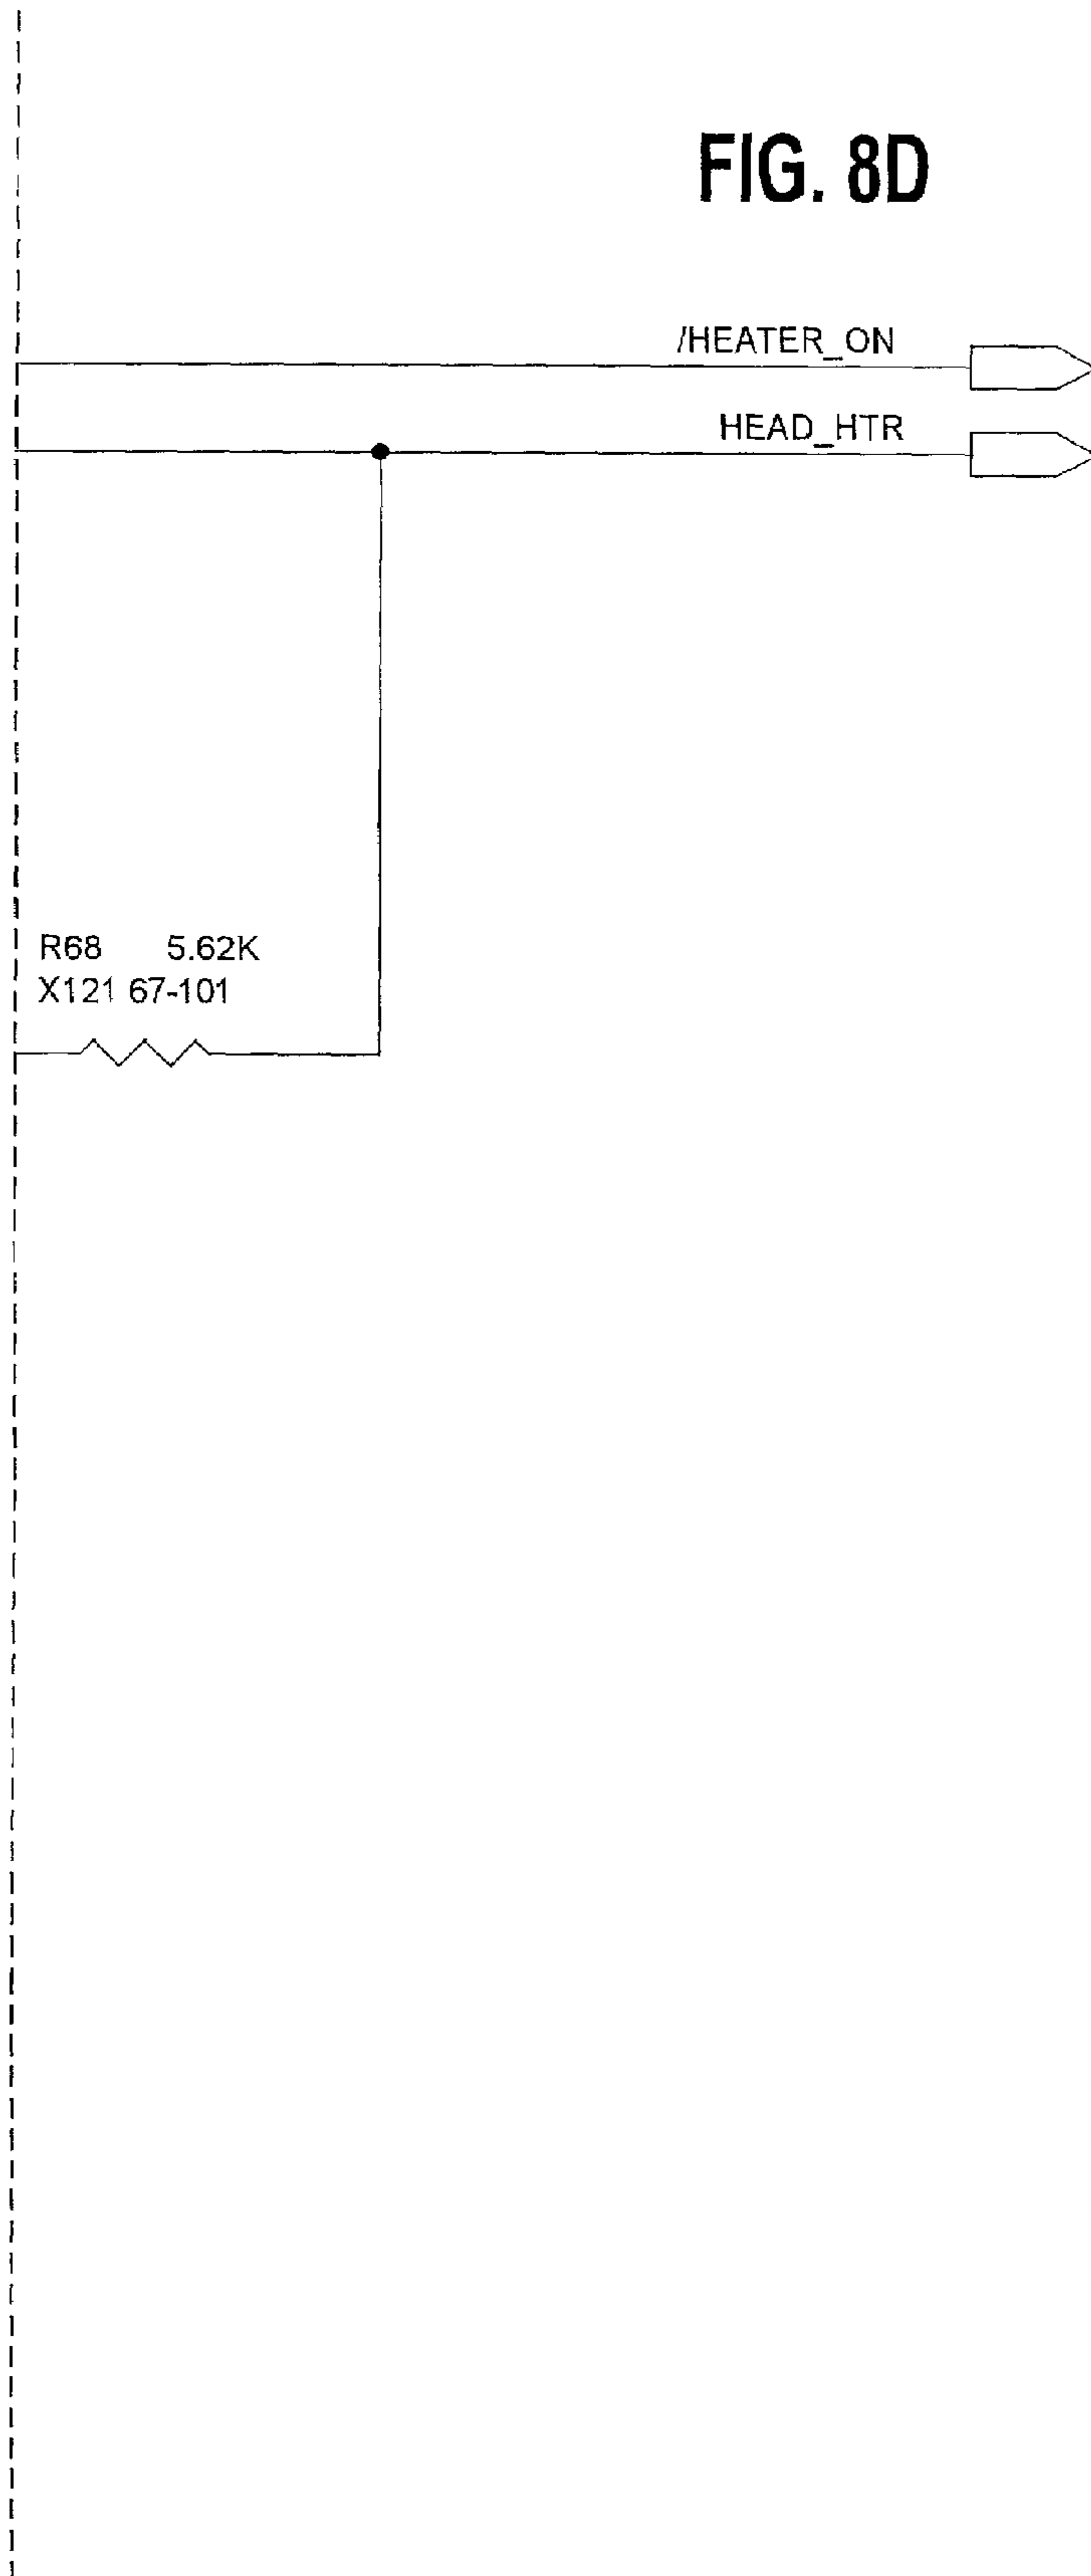 FIG. 8D
/HEATER_ON
HEAD_HTR
R68 5.62K
X121 67-101